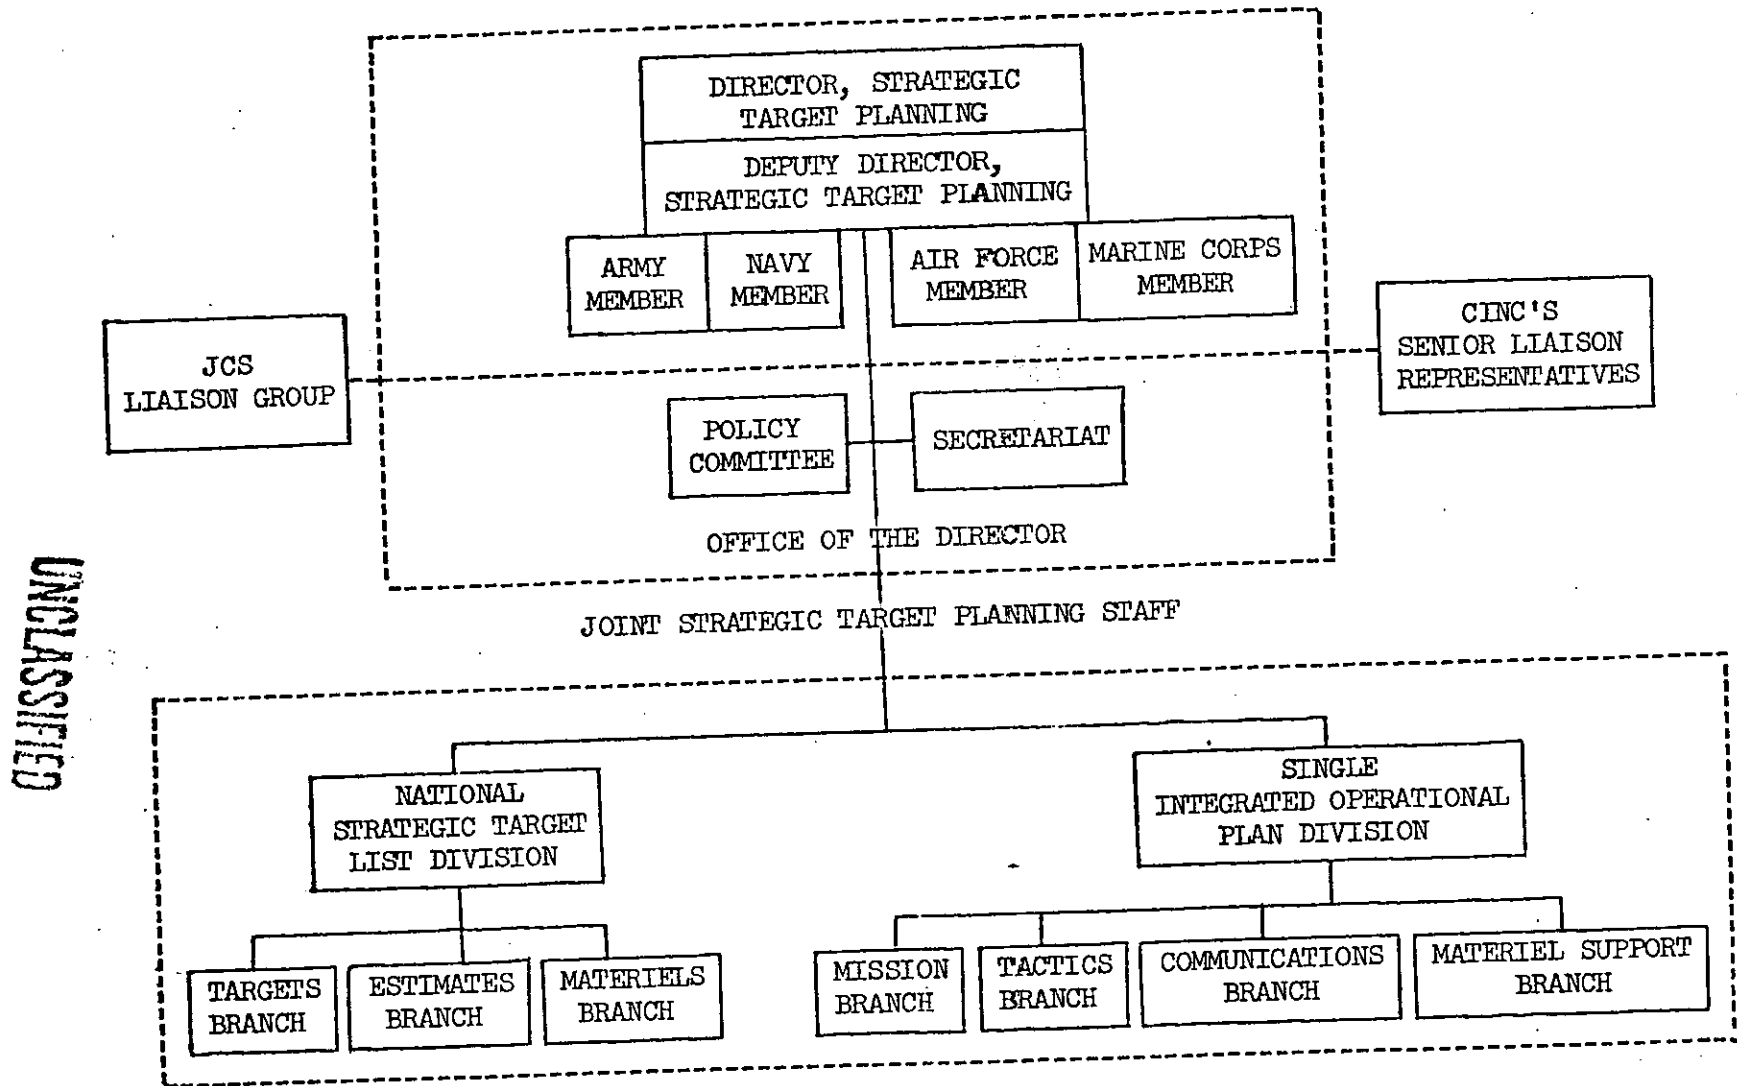 DIRECTOR, STRATEGIC
TARGET PLANNING
DEPUTY DIRECTOR,
STRATEGIC TARGET PLANNING
ARMY
MEMBER
NAVY
MEMBER
AIR FORCE
MEMBER
MARINE CORPS
MEMBER
JCS
LIAISON GROUP
CINC'S
SENIOR LIAISON
REPRESENTATIVES
POLICY
COMMITTEE
SECRETARIAT
OFFICE OF THE DIRECTOR
JOINT STRATEGIC TARGET PLANNING STAFF
UNCLASSIFIED
NATIONAL
STRATEGIC TARGET
LIST DIVISION
SINGLE
INTEGRATED OPERATIONAL
PLAN DIVISION
TARGETS
BRANCH
ESTIMATES
BRANCH
MATERIELS
BRANCH
MISSION
BRANCH
TACTICS
BRANCH
COMMUNICATIONS
BRANCH
MATERIEL SUPPORT
BRANCH